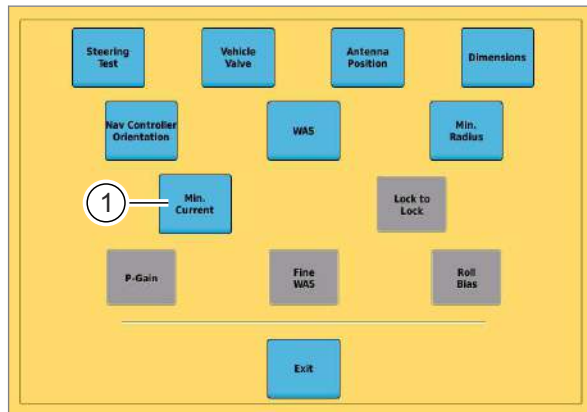 Steering
Test
Vehicle
Valve
Antenna
Position
Dimensions
Nav Controller
Orientation
WAS
Min.
Radius
1
Min.
Current
Lock to
Lock
P-Gain
Fine
WAS
Roll
Bias
Exit